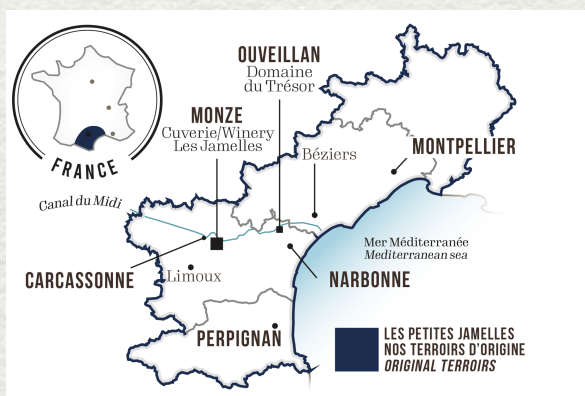 OUVEILLAN
Domaine
du Trésor
MONZE
Cuverie/Winery
Les Jamelles
Béziers
MONTPELLIER
FRANCE
Canal du Midi
Mer Méditerranée
Mediterranean sea
CARCASSONNE
Limoux
NARBONNE
PERPIGNAN
LES PETITES JAMELLES
NOS TERROIRS D'ORIGINE
ORIGINAL TERROIRS